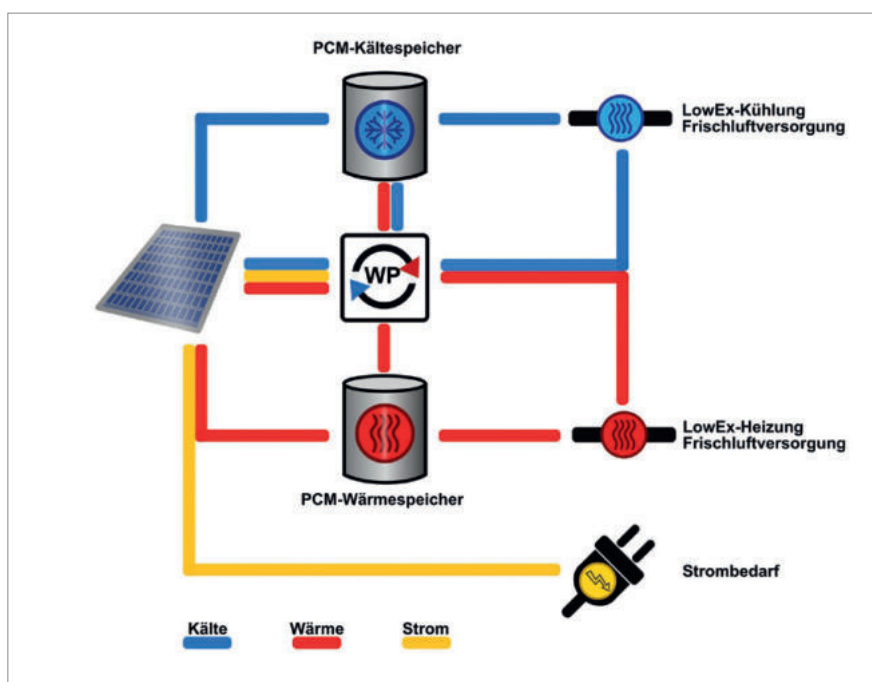 PCM-Kältespeicher
LowEx-Kühlung
Frischluftversorgung
WP
LowEx-Heizung
Frischluftversorgung
PCM-Wärmespeicher
Strombedarf
Kälte Wärme Strom